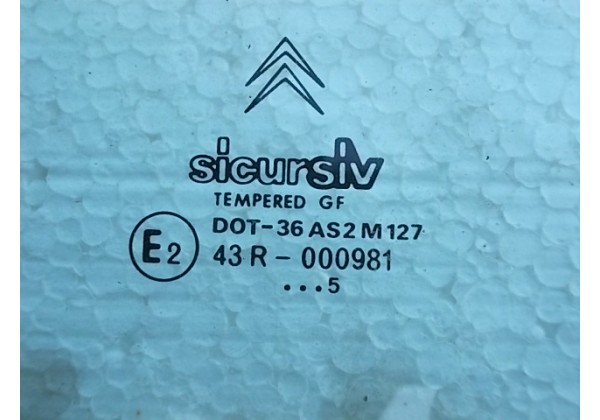 sicursiv
TEMPERED GF
DOT-36 AS2 M127
E2
43 R - 000981
...5